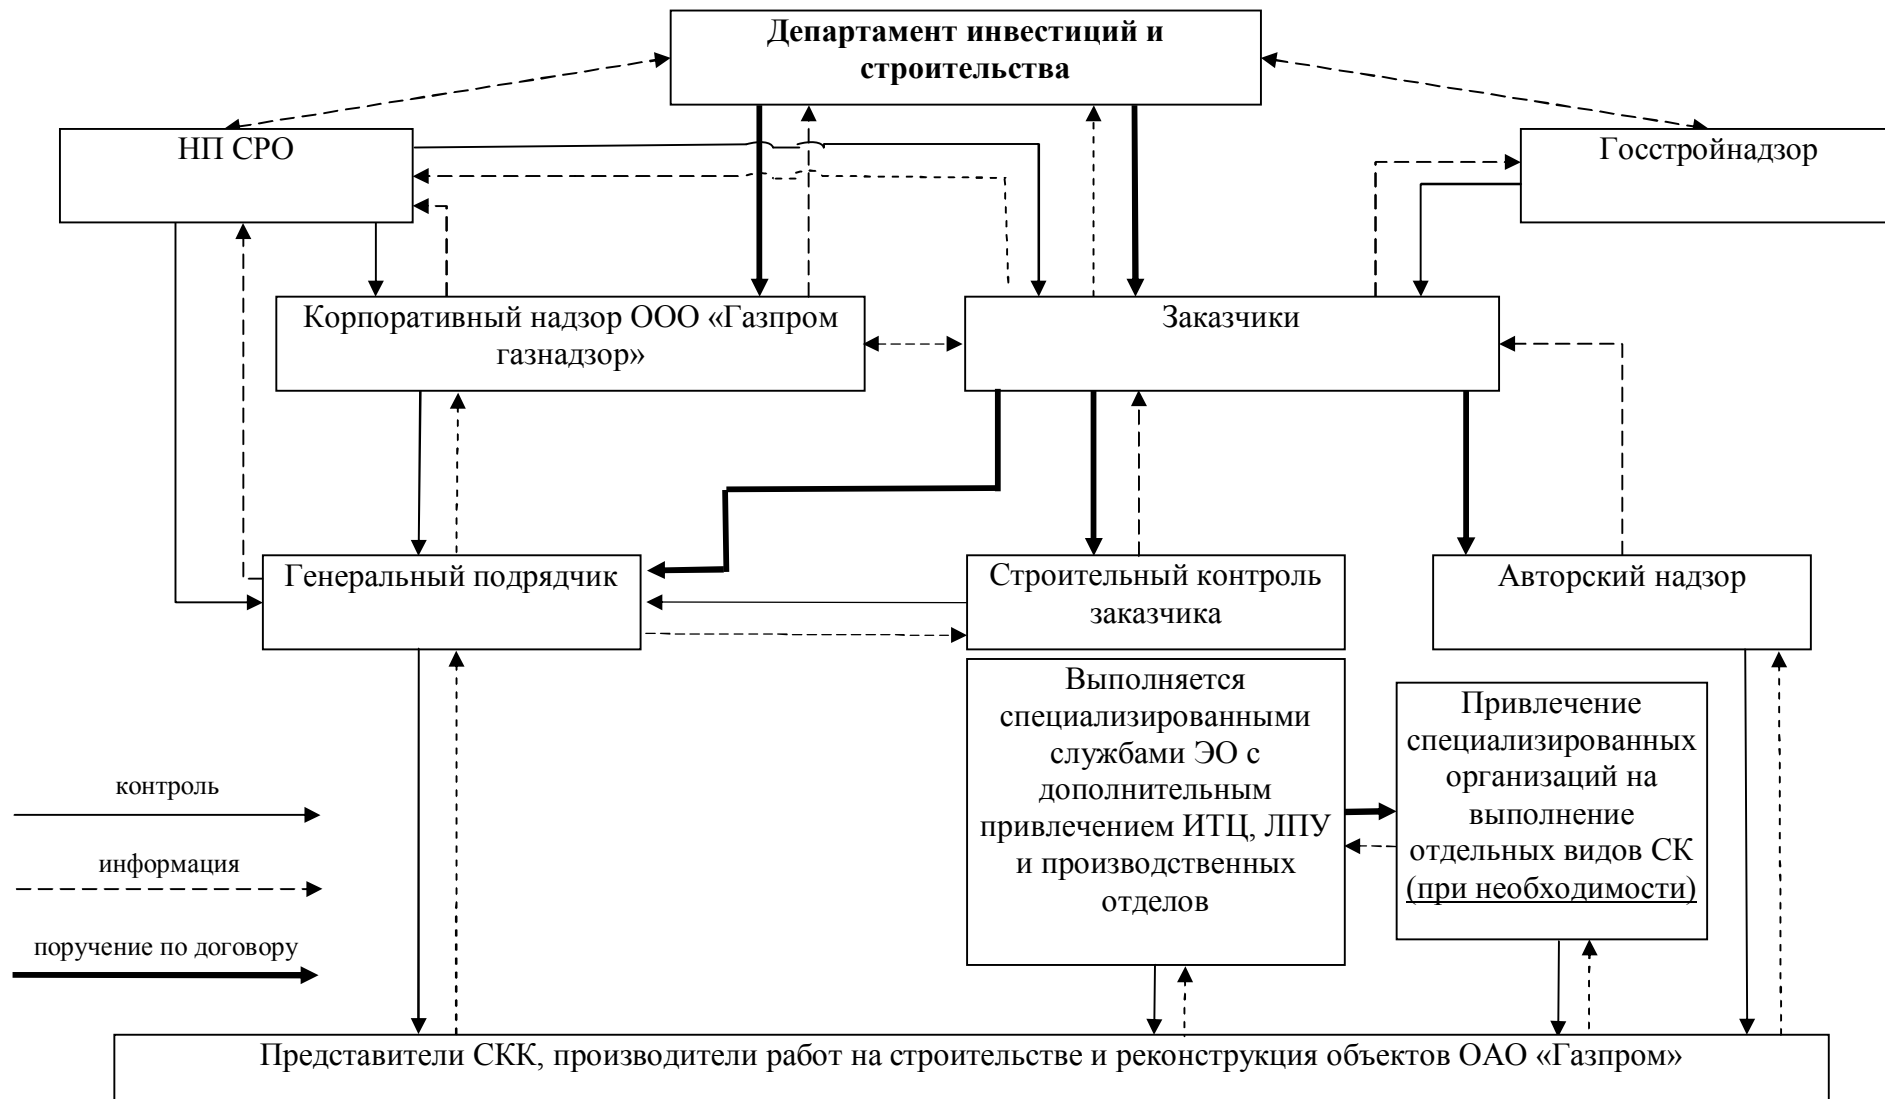 Департамент инвестиций и
строительства
НП СРО
Госстройнадзор
Корпоративный надзор ООО «Газпром
газнадзор»
Заказчики
Генеральный подрядчик
Строительный контроль
заказчика
Авторский надзор
Выполняется
специализированными
службами ЭО с
дополнительным
привлечением ИТЦ, ЛПУ
и производственных
отделов
Привлечение
специализированных
организаций на
выполнение
отдельных видов СК
(при необходимости)
контроль
информация
поручение по договору
Представители СКК, производители работ на строительстве и реконструкция объектов ОАО «Газпром»